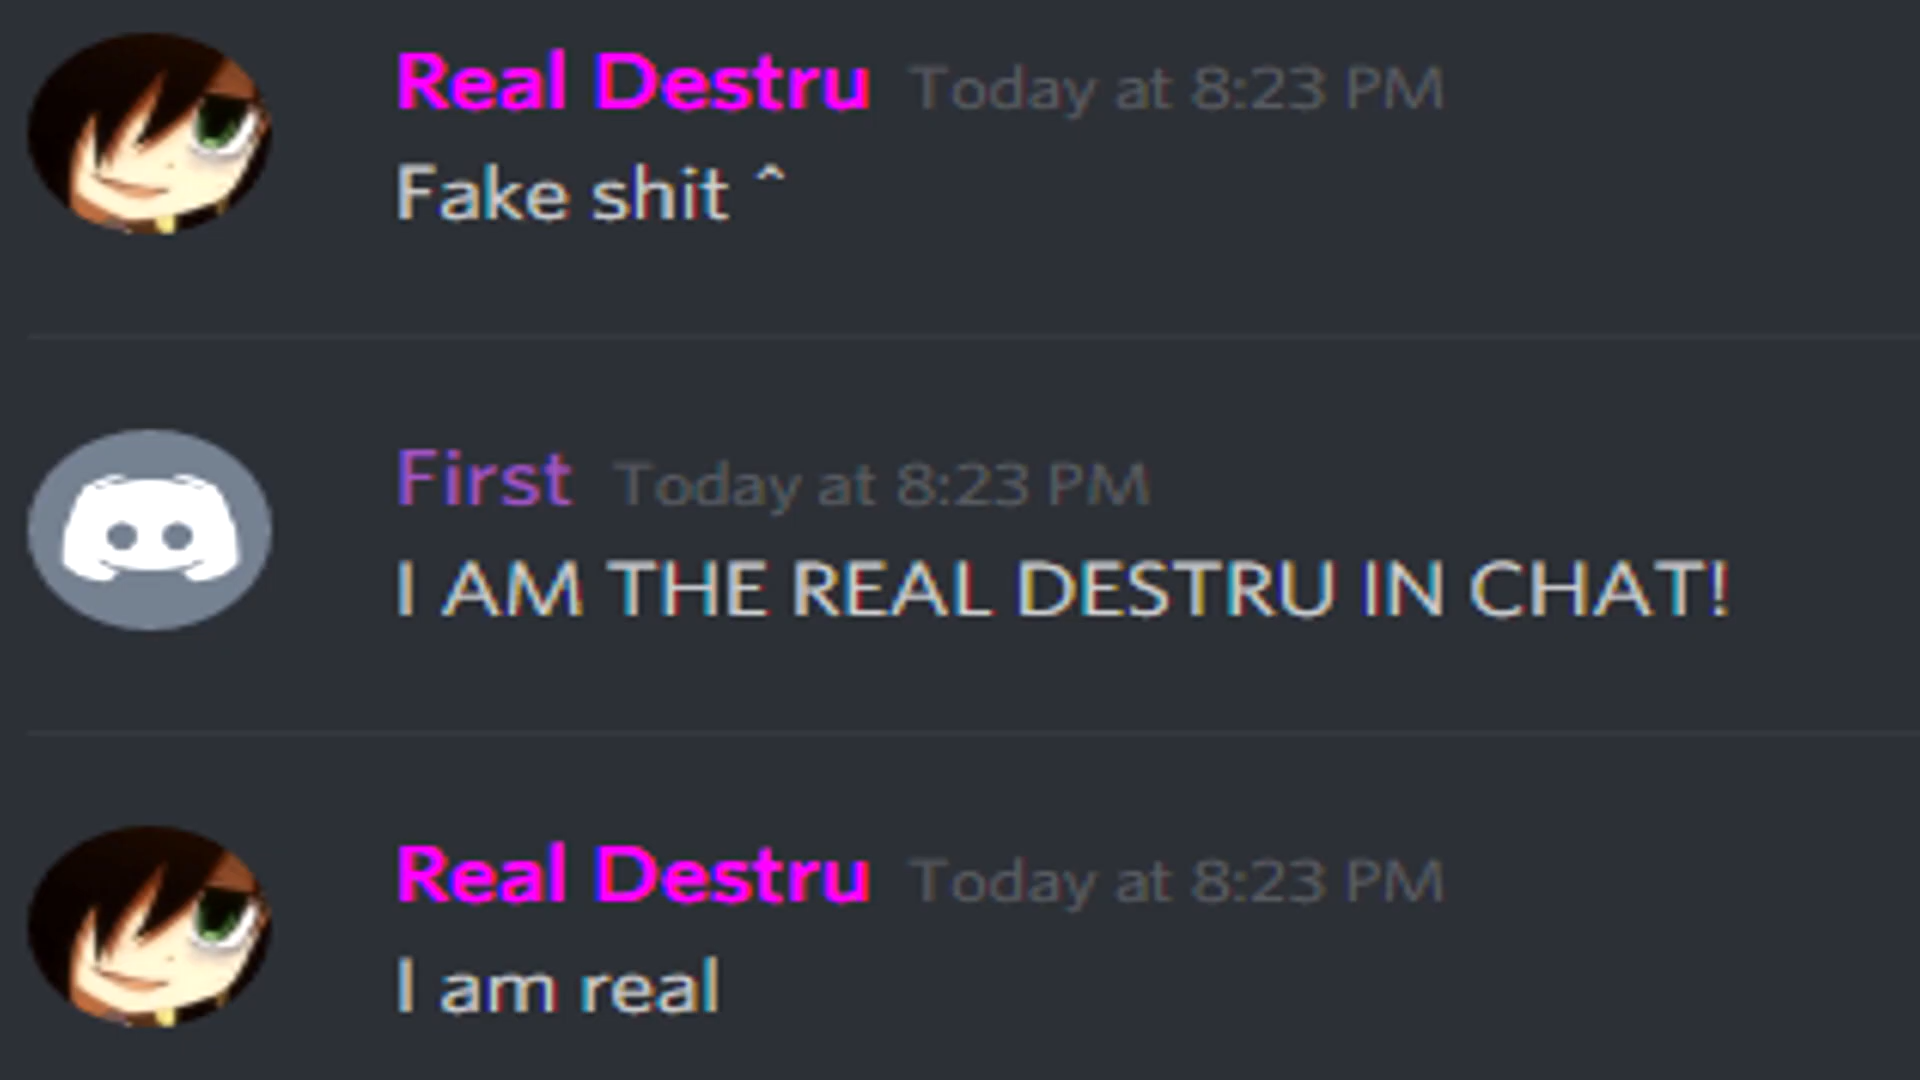 Real Destru Today at 8:23 PM
Fake shit ^
First Today at 8:23 PM
I AM THE REAL DESTRU IN CHAT!
Real Destru Today at 8:23 PM
I am real